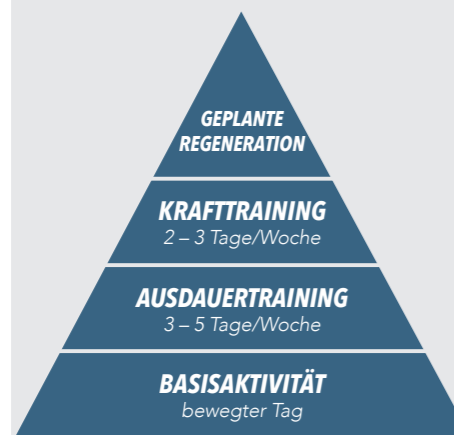 GEPLANTE
REGENERATION
KRAFTTRAINING
2 – 3 Tage/Woche
AUSDAUERTRAINING
3 – 5 Tage/Woche
BASISAKTIVITÄT
bewegter Tag